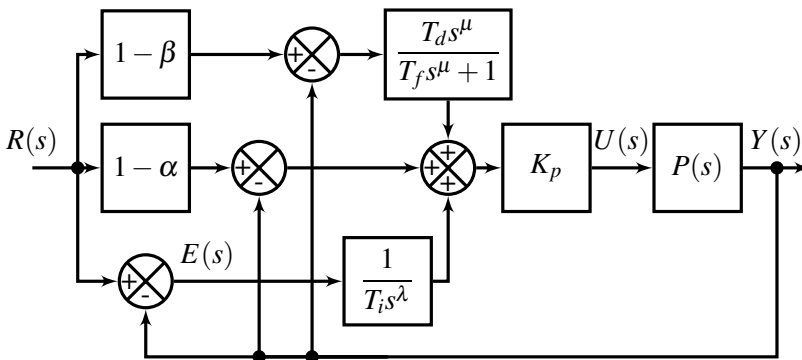 1 − β
+
-
T_d s^μ
T_f s^μ + 1
R(s)
1 − α
+
-
+
+
+
K_p
U(s)
P(s)
Y(s)
E(s)
+
-
1
T_i s^λ